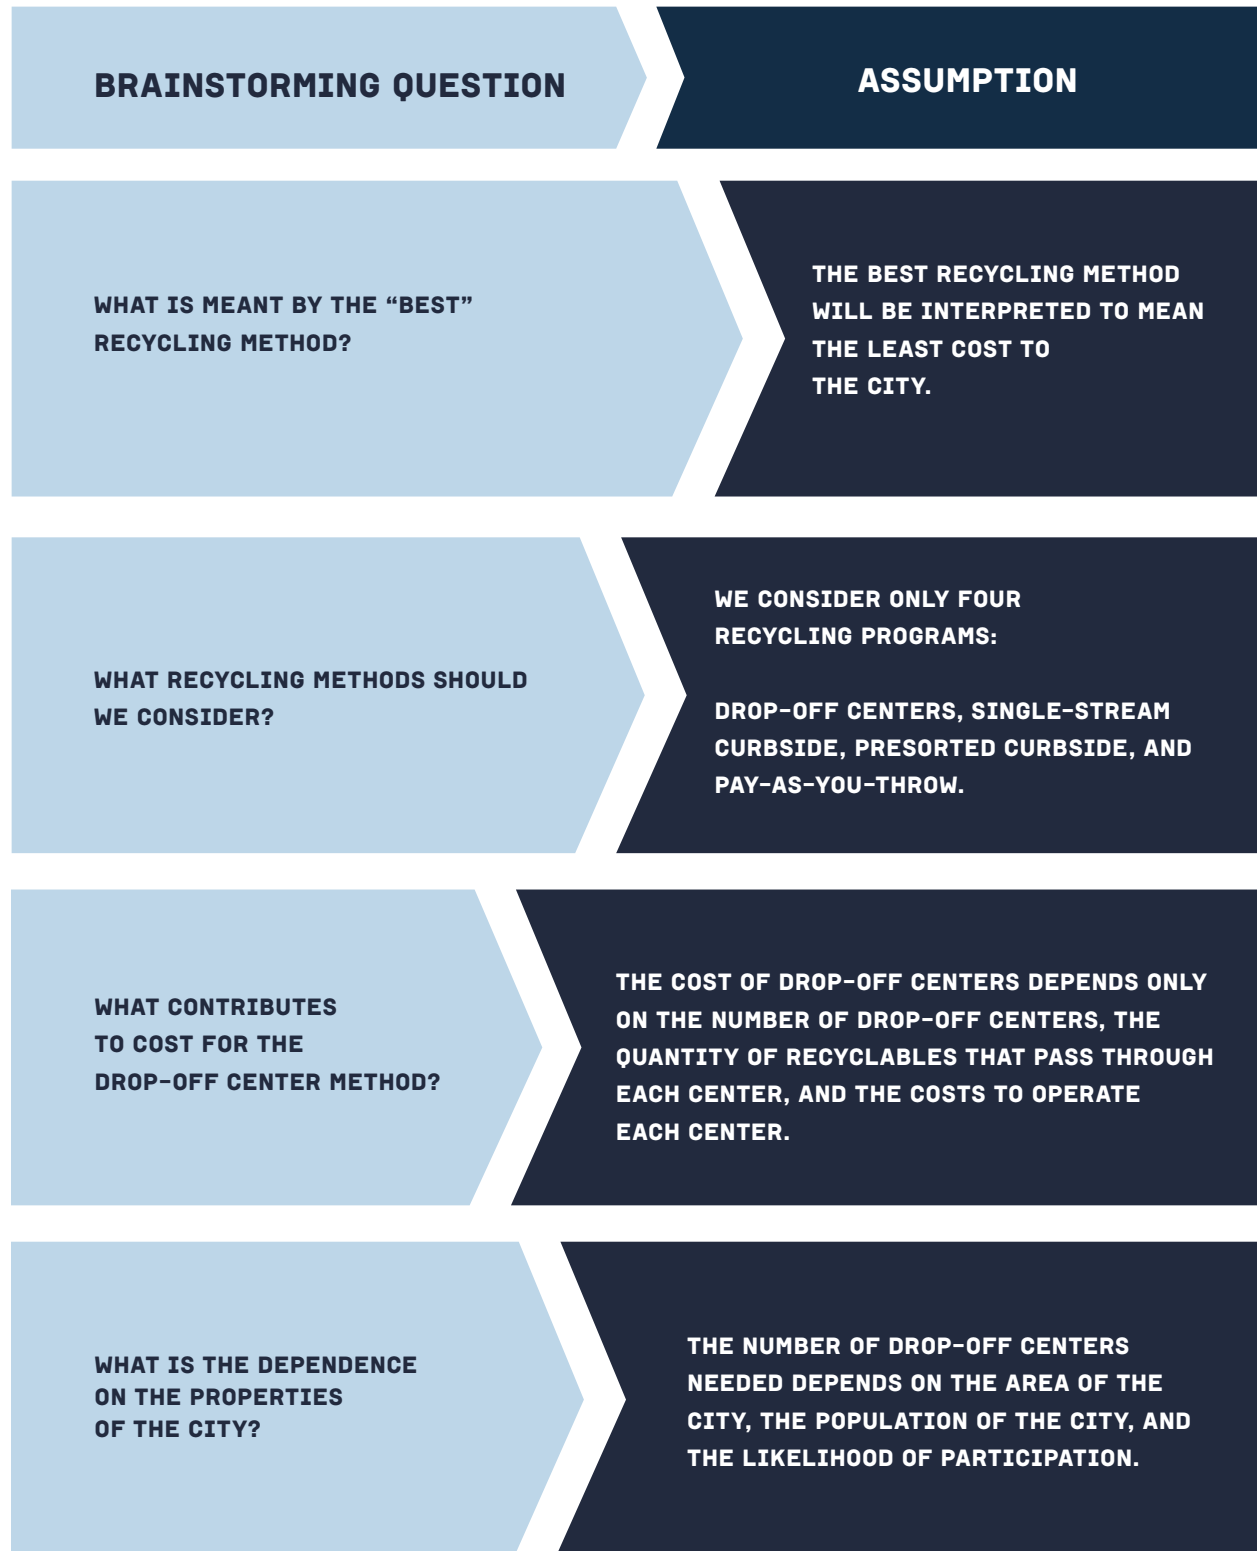 BRAINSTORMING QUESTION
ASSUMPTION
WHAT IS MEANT BY THE “BEST”
RECYCLING METHOD?
THE BEST RECYCLING METHOD
WILL BE INTERPRETED TO MEAN
THE LEAST COST TO
THE CITY.
WHAT RECYCLING METHODS SHOULD
WE CONSIDER?
WE CONSIDER ONLY FOUR
RECYCLING PROGRAMS:
DROP-OFF CENTERS, SINGLE-STREAM
CURBSIDE, PRESORTED CURBSIDE, AND
PAY-AS-YOU-THROW.
WHAT CONTRIBUTES
TO COST FOR THE
DROP-OFF CENTER METHOD?
THE COST OF DROP-OFF CENTERS DEPENDS ONLY
ON THE NUMBER OF DROP-OFF CENTERS, THE
QUANTITY OF RECYCLABLES THAT PASS THROUGH
EACH CENTER, AND THE COSTS TO OPERATE
EACH CENTER.
WHAT IS THE DEPENDENCE
ON THE PROPERTIES
OF THE CITY?
THE NUMBER OF DROP-OFF CENTERS
NEEDED DEPENDS ON THE AREA OF THE
CITY, THE POPULATION OF THE CITY, AND
THE LIKELIHOOD OF PARTICIPATION.